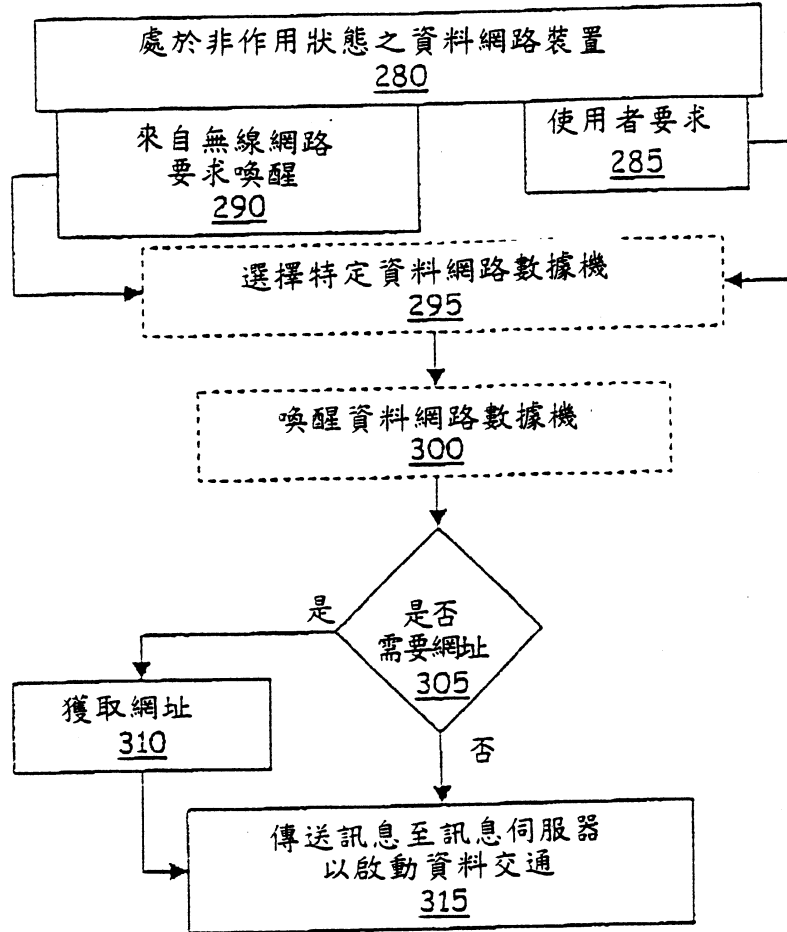 處於非作用狀態之資料網路裝置
280
來自無線網路
要求喚醒
290
使用者要求
285
選擇特定資料網路數據機
295
喚醒資料網路數據機
300
是
是否
需要網址
305
獲取網址
310
否
傳送訊息至訊息伺服器
以啟動資料交通
315